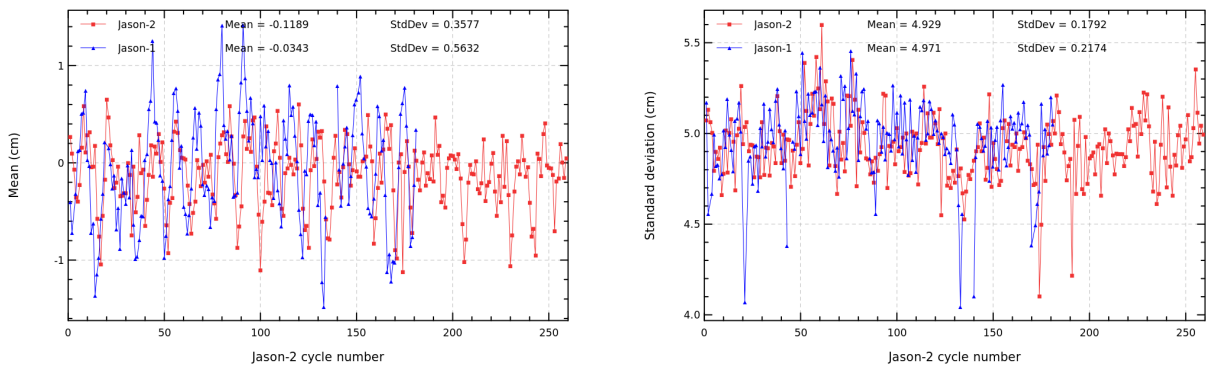 Jason-2 Mean = -0.1189 StdDev = 0.3577
Jason-1 Mean = -0.0343 StdDev = 0.5632
1
0
-1
Mean (cm)
0 50 100 150 200 250
Jason-2 cycle number
Jason-2 Mean = 4.929 StdDev = 0.1792
Jason-1 Mean = 4.971 StdDev = 0.2174
5.5
5.0
4.5
4.0
Standard deviation (cm)
0 50 100 150 200 250
Jason-2 cycle number